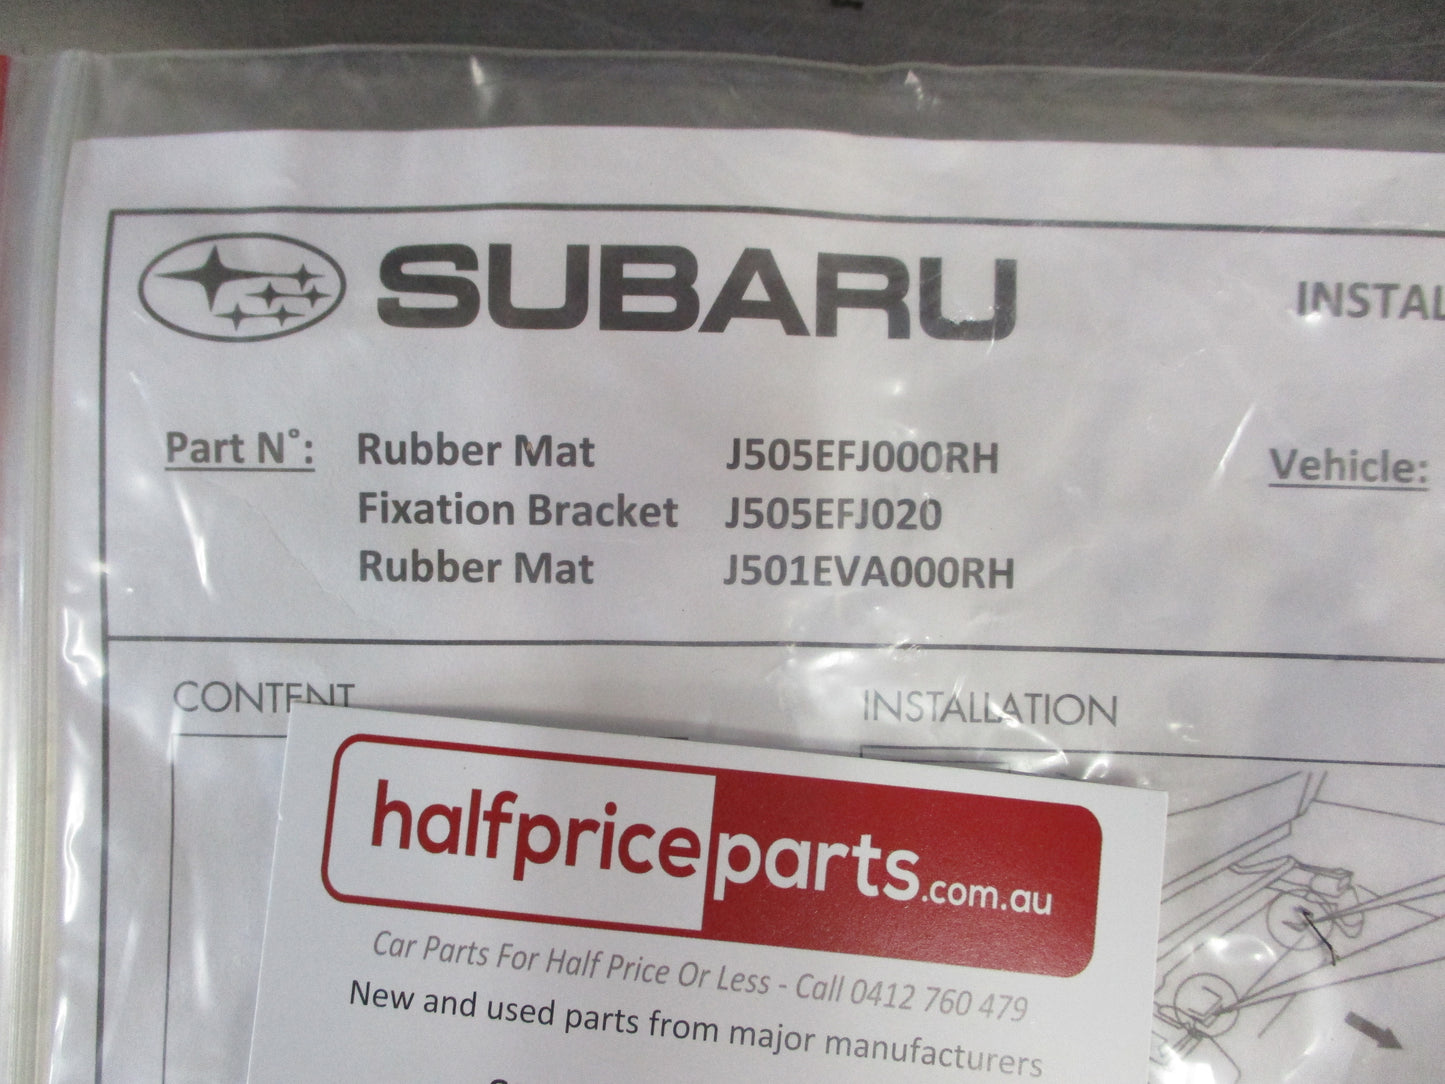 SUBARU
INSTAL
Part N°: Rubber Mat J505EFJ000RH
Vehicle:
Fixation Bracket J505EFJ020
Rubber Mat J501EVA000RH
CONTENT
INSTALLATION
halfpriceparts.com.au
Car Parts For Half Price Or Less - Call 0412 760 479
New and used parts from major manufacturers